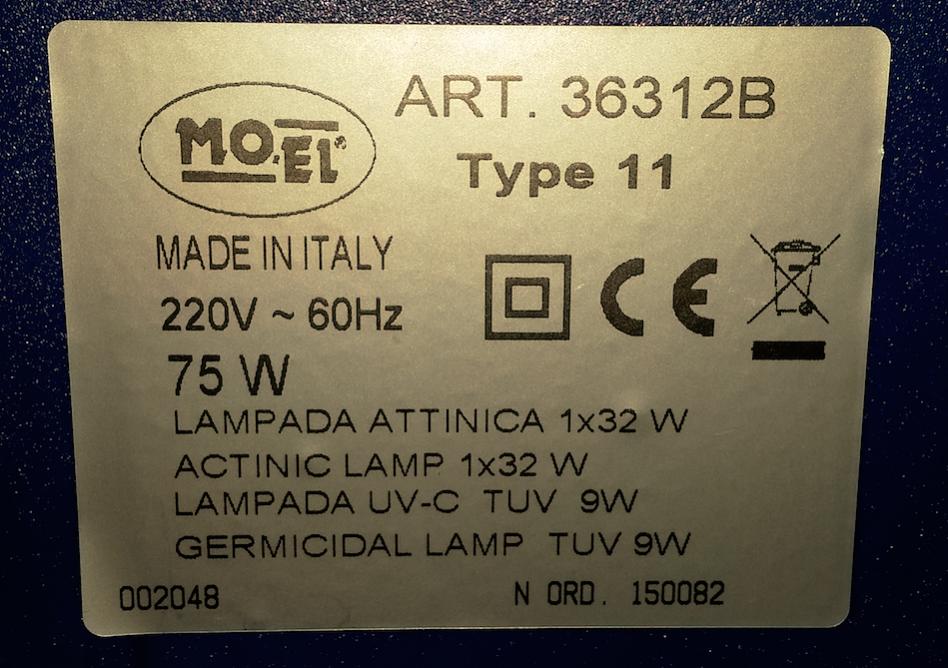 MO.EL®
ART. 36312B
Type 11
MADE IN ITALY
220V ~ 60Hz
CE
75 W
LAMPADA ATTINICA 1x32 W
ACTINIC LAMP 1x32 W
LAMPADA UV-C TUV 9W
GERMICIDAL LAMP TUV 9W
002048
N ORD. 150082